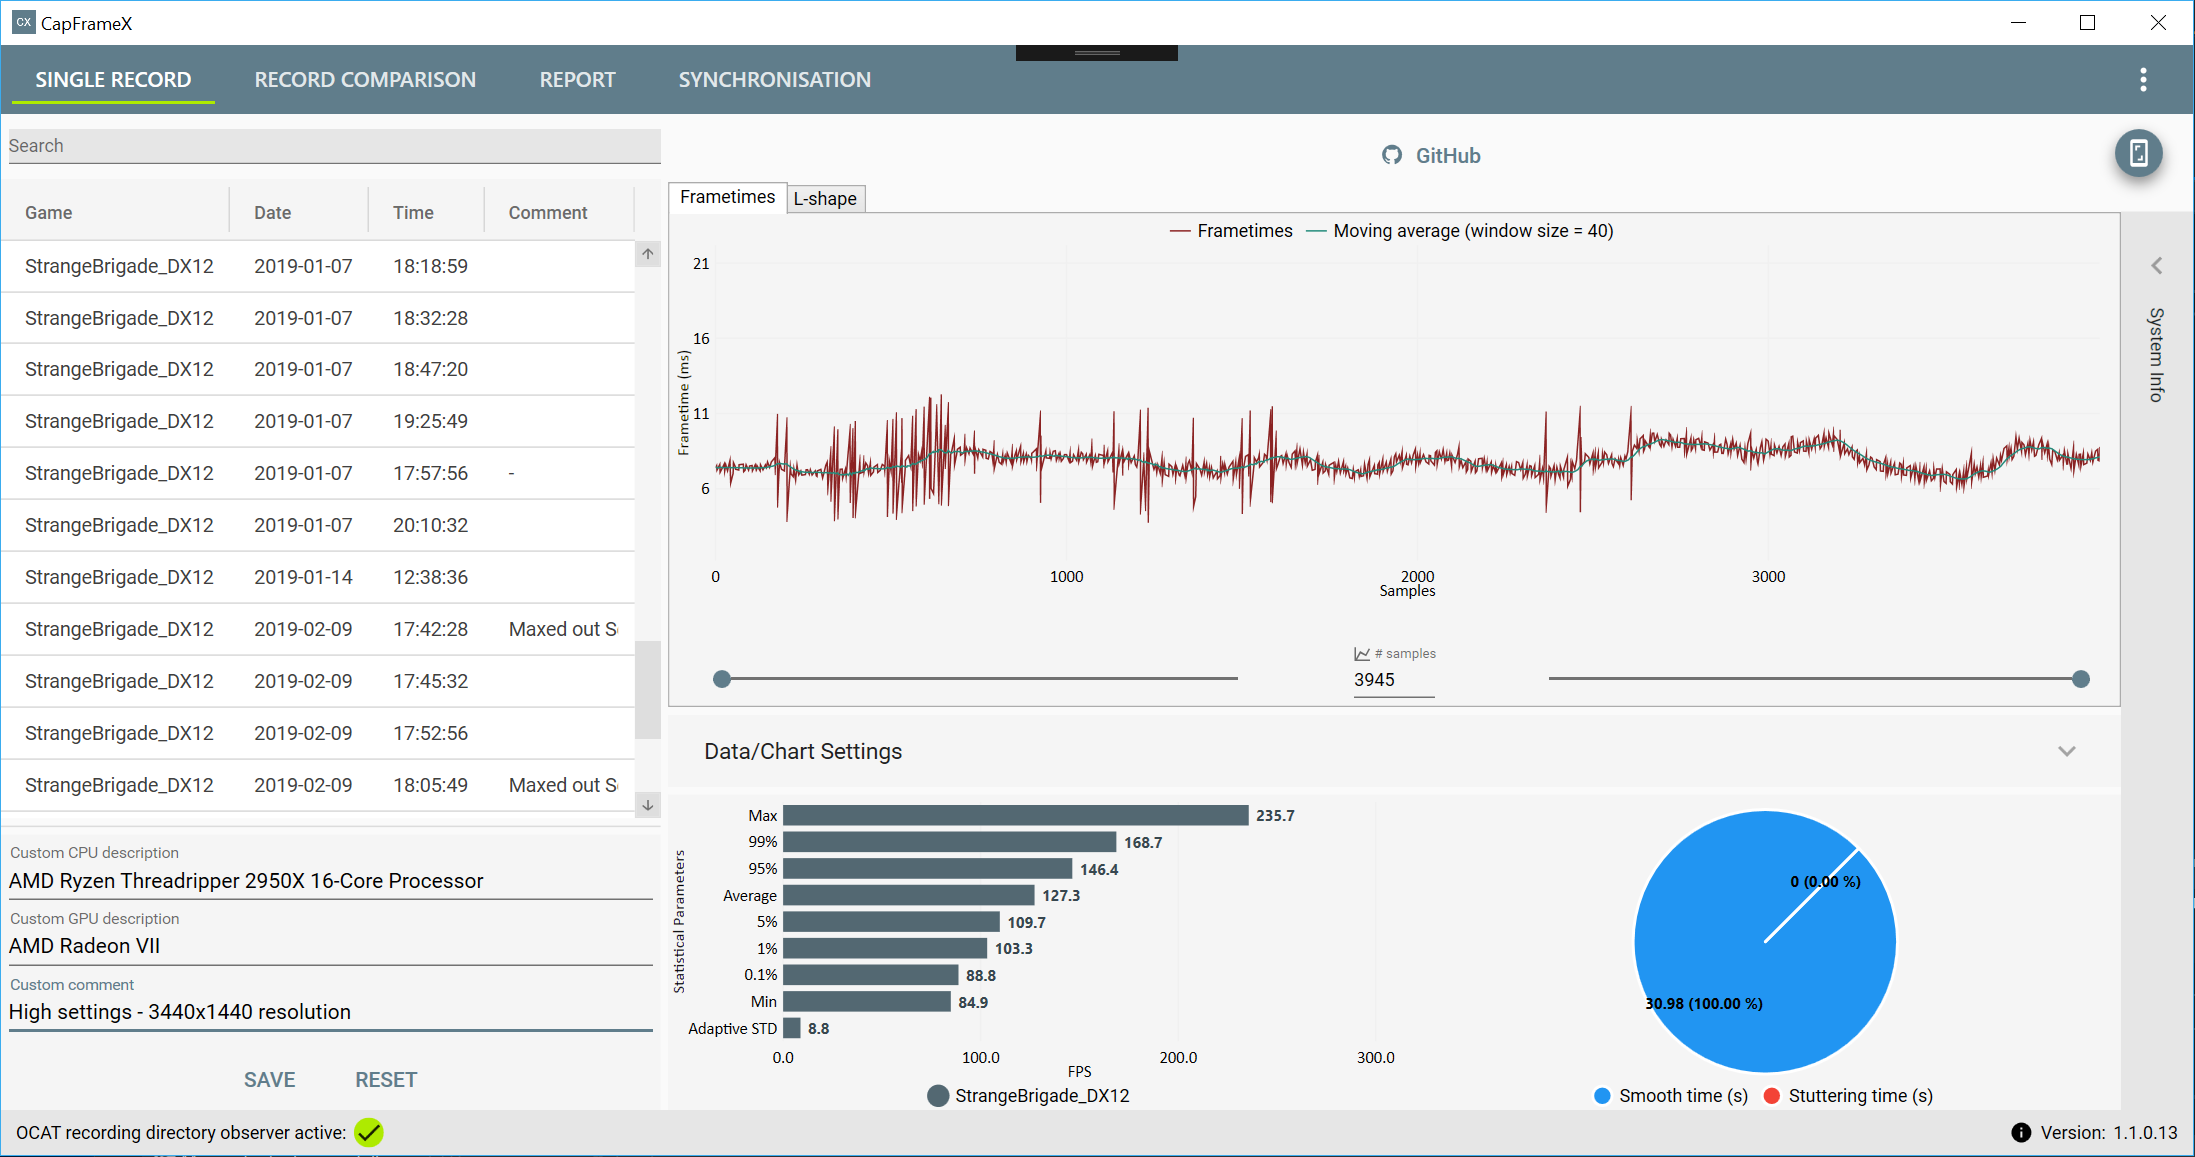 CX CapFrameX
SINGLE RECORD RECORD COMPARISON REPORT SYNCHRONISATION
Search
Game Date Time Comment
StrangeBrigade_DX12 2019-01-07 18:18:59
StrangeBrigade_DX12 2019-01-07 18:32:28
StrangeBrigade_DX12 2019-01-07 18:47:20
StrangeBrigade_DX12 2019-01-07 19:25:49
StrangeBrigade_DX12 2019-01-07 17:57:56 -
StrangeBrigade_DX12 2019-01-07 20:10:32
StrangeBrigade_DX12 2019-01-14 12:38:36
StrangeBrigade_DX12 2019-02-09 17:42:28 Maxed out S
StrangeBrigade_DX12 2019-02-09 17:45:32
StrangeBrigade_DX12 2019-02-09 17:52:56
StrangeBrigade_DX12 2019-02-09 18:05:49 Maxed out S
Custom CPU description
AMD Ryzen Threadripper 2950X 16-Core Processor
Custom GPU description
AMD Radeon VII
Custom comment
High settings - 3440x1440 resolution
SAVE RESET
GitHub
Frametimes L-shape
Frametimes Moving average (window size = 40)
Frametime (ms)
21
16
11
6
0 1000 2000 3000
Samples
# samples
3945
System Info
Data/Chart Settings
Statistical Parameters
Max 235.7
99% 168.7
95% 146.4
Average 127.3
5% 109.7
1% 103.3
0.1% 88.8
Min 84.9
Adaptive STD 8.8
0.0 100.0 200.0 300.0
FPS
StrangeBrigade_DX12
0 (0.00 %)
30.98 (100.00 %)
Smooth time (s) Stuttering time (s)
OCAT recording directory observer active:
Version: 1.1.0.13